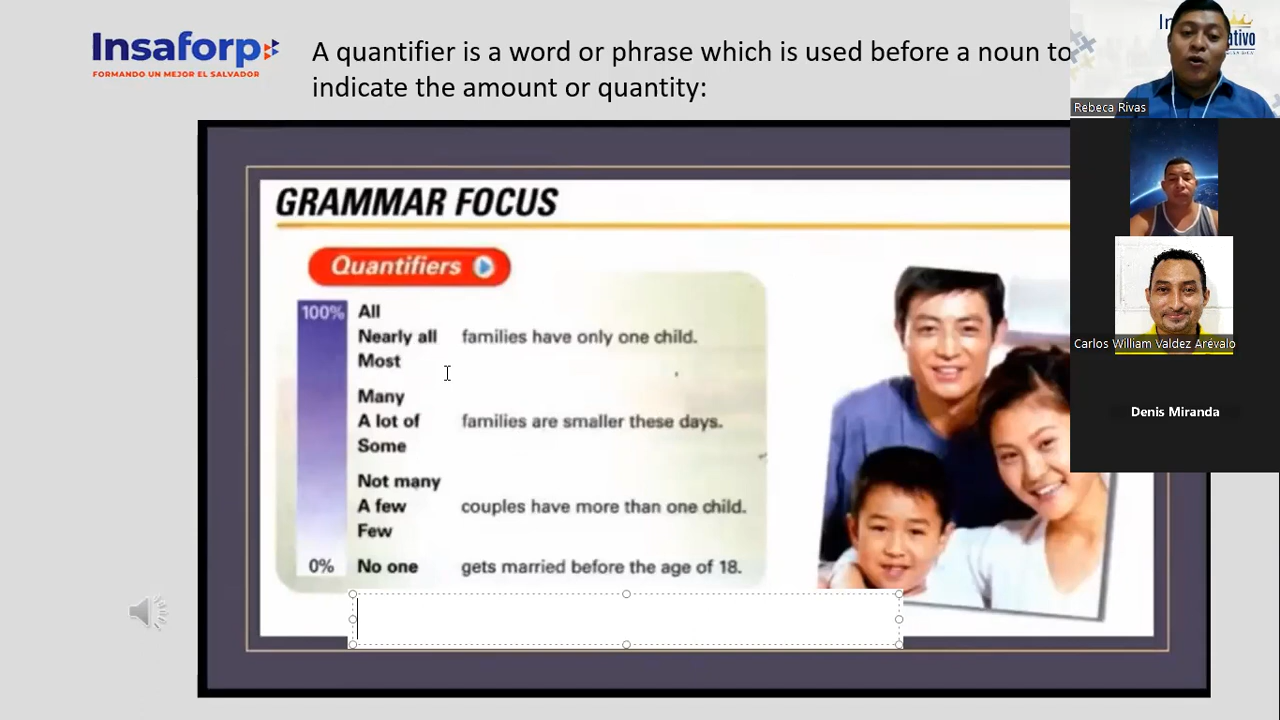 Insaforp
FORMANDO UN MEJOR EL SALVADOR
A quantifier is a word or phrase which is used before a noun to
indicate the amount or quantity:
GRAMMAR FOCUS
Quantifiers
100% All
Nearly all families have only one child.
Most
Many
A lot of families are smaller these days.
Some
Not many
A few couples have more than one child.
Few
0% No one gets married before the age of 18.
Rebeca Rivas
Carlos William Valdez Arévalo
Denis Miranda